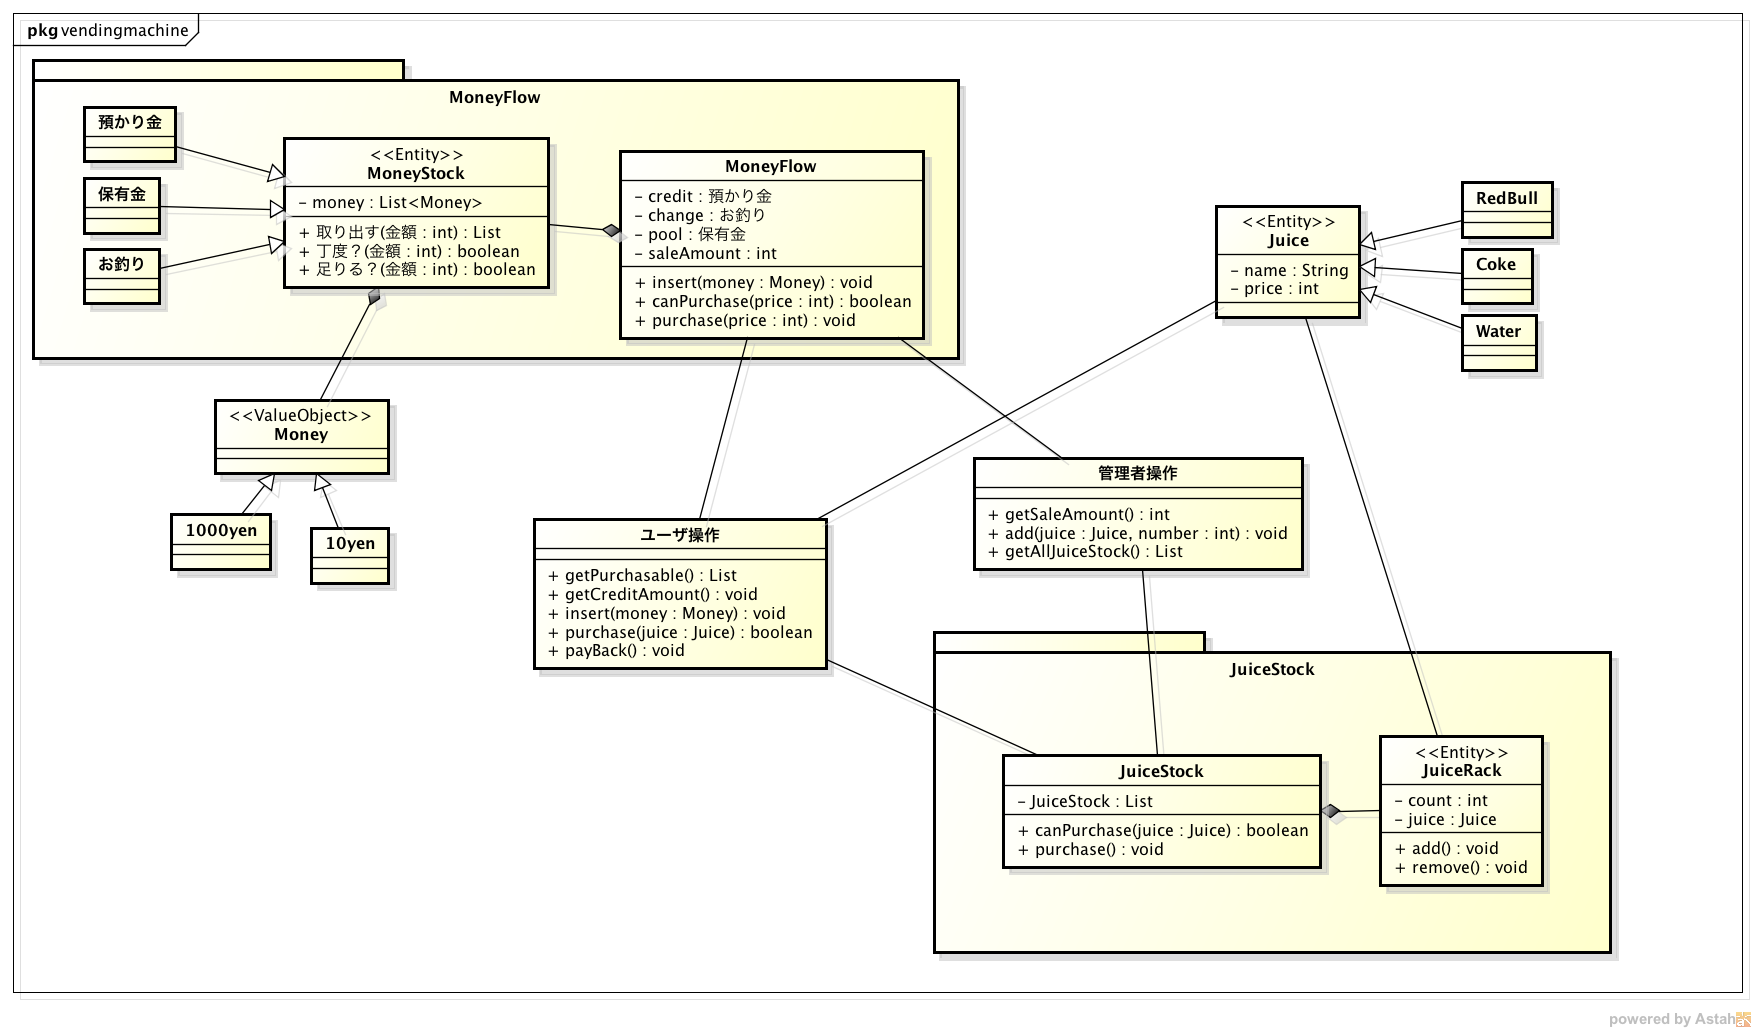 pkg vendingmachine
MoneyFlow
預かり金
保有金
お釣り
<<Entity>>
MoneyStock
- money : List<Money>
+ 取り出す(金額 : int) : List
+ 丁度？(金額 : int) : boolean
+ 足りる？(金額 : int) : boolean
MoneyFlow
- credit : 預かり金
- change : お釣り
- pool : 保有金
- saleAmount : int
+ insert(money : Money) : void
+ canPurchase(price : int) : boolean
+ purchase(price : int) : void
<<Entity>>
Juice
- name : String
- price : int
RedBull
Coke
Water
<<ValueObject>>
Money
1000yen
10yen
ユーザ操作
+ getPurchasable() : List
+ getCreditAmount() : void
+ insert(money : Money) : void
+ purchase(juice : Juice) : boolean
+ payBack() : void
管理者操作
+ getSaleAmount() : int
+ add(juice : Juice, number : int) : void
+ getAllJuiceStock() : List
JuiceStock
JuiceStock
- JuiceStock : List
+ canPurchase(juice : Juice) : boolean
+ purchase() : void
<<Entity>>
JuiceRack
- count : int
- juice : Juice
+ add() : void
+ remove() : void
powered by Astah